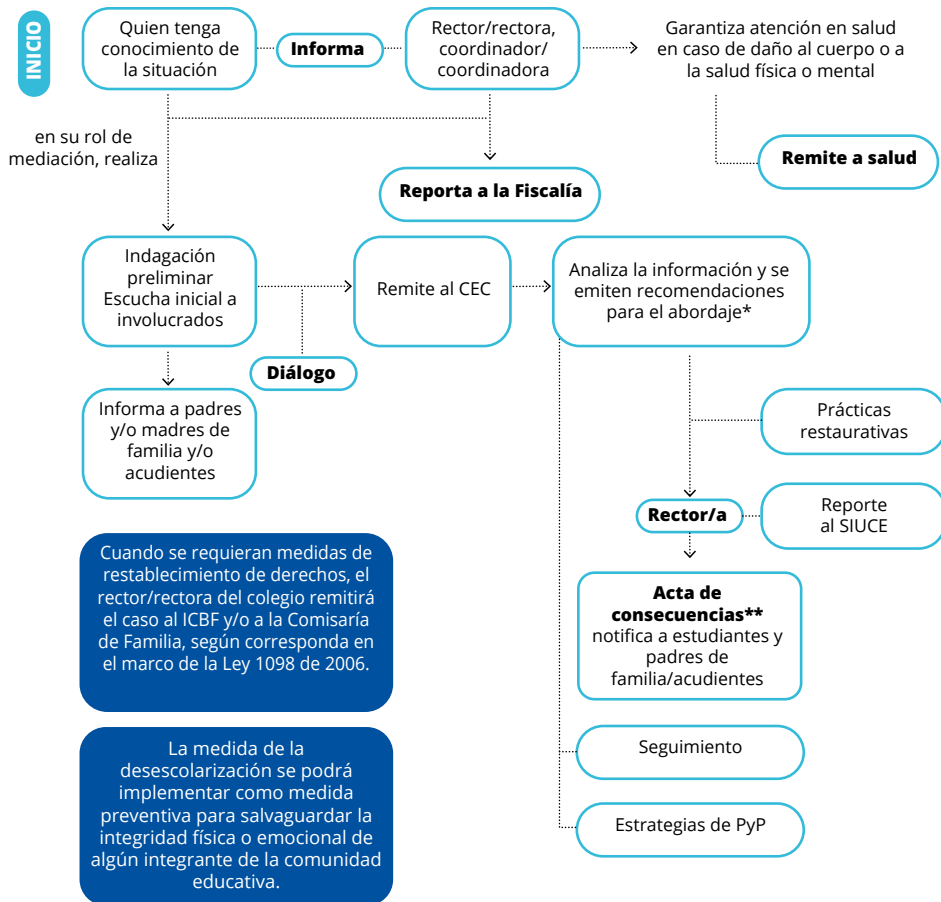 INICIO
Quien tenga
conocimiento de
la situación
Informa
Rector/rectora,
coordinador/
coordinadora
Garantiza atención en salud
en caso de daño al cuerpo o a
la salud física o mental
en su rol de
mediación, realiza
Remite a salud
Reporta a la Fiscalía
Indagación
preliminar
Escucha inicial a
involucrados
Remite al CEC
Analiza la información y se
emiten recomendaciones
para el abordaje*
Diálogo
Informa a padres
y/o madres de
familia y/o
acudientes
Prácticas
restaurativas
Rector/a
Reporte
al SIUCE
Cuando se requieran medidas de
restablecimiento de derechos, el
rector/rectora del colegio remitirá
el caso al ICBF y/o a la Comisaría
de Familia, según corresponda en
el marco de la Ley 1098 de 2006.
Acta de
consecuencias**
notifica a estudiantes y
padres de
familia/acudientes
La medida de la
desescolarización se podrá
implementar como medida
preventiva para salvaguardar la
integridad física o emocional de
algún integrante de la comunidad
educativa.
Seguimiento
Estrategias de PyP